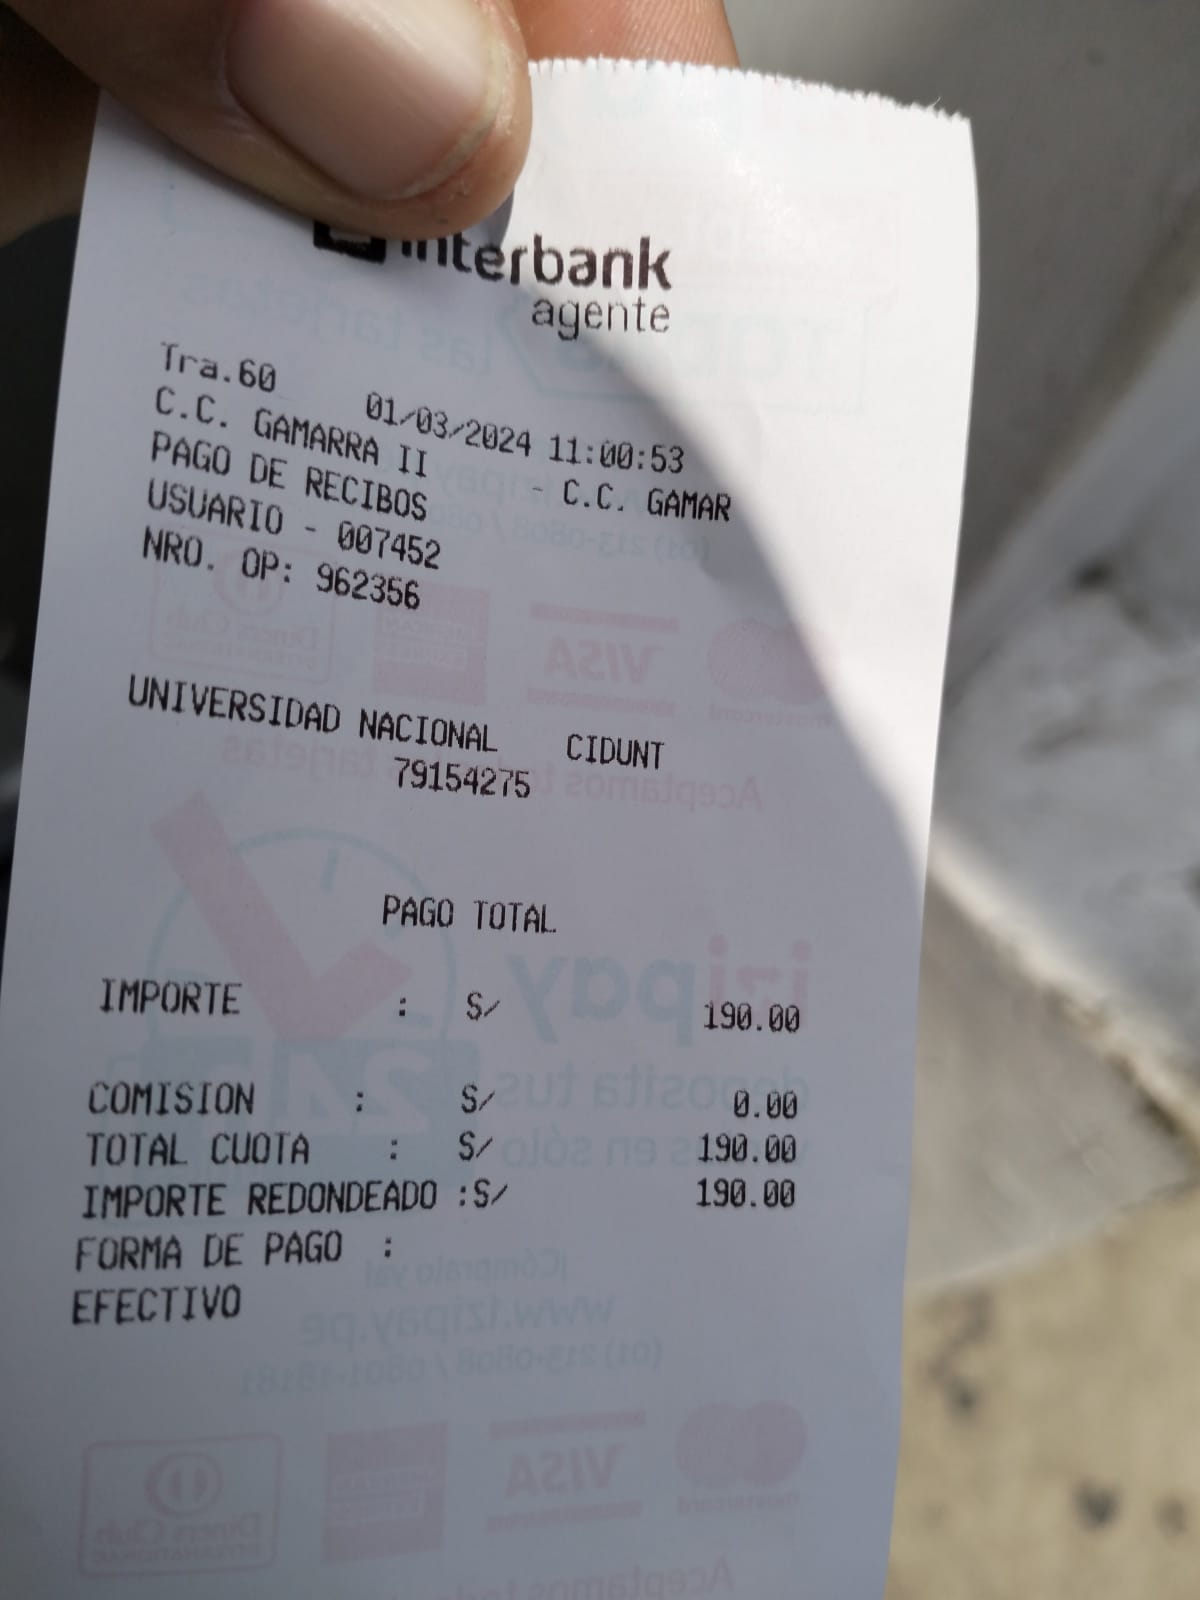 interbank
agente
Tra.60 01/03/2024 11:00:53
C.C. GAMARRA II - C.C. GAMAR
PAGO DE RECIBOS
USUARIO - 007452
NRO. OP: 962356
UNIVERSIDAD NACIONAL CIDUNT
79154275
PAGO TOTAL
IMPORTE : S/ 190.00
COMISION : S/ 0.00
TOTAL CUOTA : S/ 190.00
IMPORTE REDONDEADO :S/ 190.00
FORMA DE PAGO :
EFECTIVO